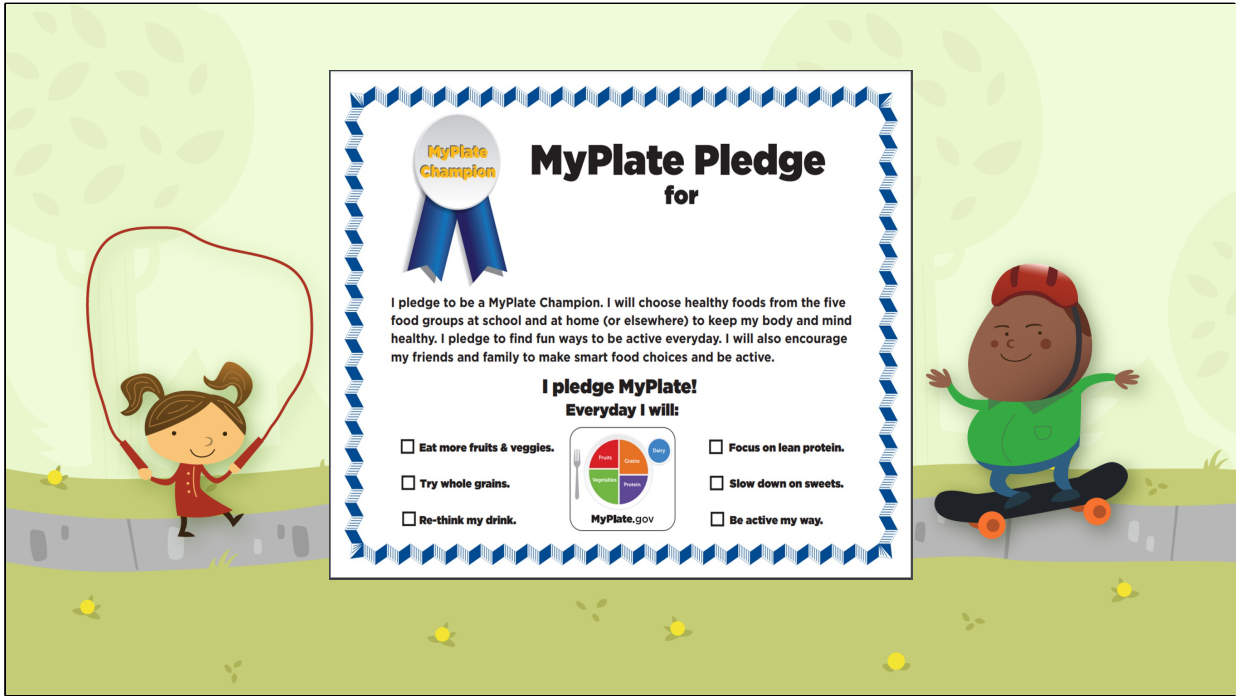 MyPlate
Champion
MyPlate Pledge
for
I pledge to be a MyPlate Champion. I will choose healthy foods from the five
food groups at school and at home (or elsewhere) to keep my body and mind
healthy. I pledge to find fun ways to be active everyday. I will also encourage
my friends and family to make smart food choices and be active.
I pledge MyPlate!
Everyday I will:
Eat more fruits & veggies.
Try whole grains.
Re-think my drink.
Fruits
Grains
Dairy
Vegetables
Protein
MyPlate.gov
Focus on lean protein.
Slow down on sweets.
Be active my way.